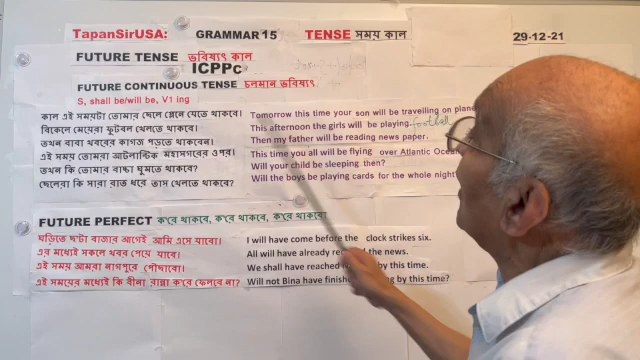 TapanSirUSA: GRAMMAR 15 TENSE সময় কাল 29-12-21
FUTURE TENSE ভবিষ্যৎ কাল
ICPPc
FUTURE CONTINUOUS TENSE চলমান ভবিষ্যৎ
S, shall be/will be, V1 ing
কাল এই সময়টা তোমার ছেলে প্লেনে যেতে থাকবে। Tomorrow this time your son will be travelling on plane
বিকেলে মেয়েরা ফুটবল খেলতে থাকবে। This afternoon the girls will be playing. football
তখন বাবা খবরের কাগজ পড়তে থাকবেন। Then my father will be reading news paper.
এই সময় তোমরা আটলান্টিক মহাসগরের ওপর। This time you all will be flying over Atlantic Ocean
তখন কি তোমার বাচ্ছা ঘুমতে থাকবে? Will your child be sleeping then?
ছেলেরা কি সারা রাত ধরে তাস খেলতে থাকবে? Will the boys be playing cards for the whole night?
FUTURE PERFECT ক'রে থাকবে, ক'রে থাকবে, ক'রে থাকবো
ঘড়িতে ছ'টা বাজার আগেই আমি এসে যাবো। I will have come before the clock strikes six.
এর মধ্যেই সকলে খবর পেয়ে যাবে। All will have already the news.
এই সময় আমরা নাগপুরে পৌছাবো। We shall have reached by this time.
এই সময়ের মধ্যেই কি বীনা রান্না ক'রে ফেলবে না? Will not Bina have by this time?